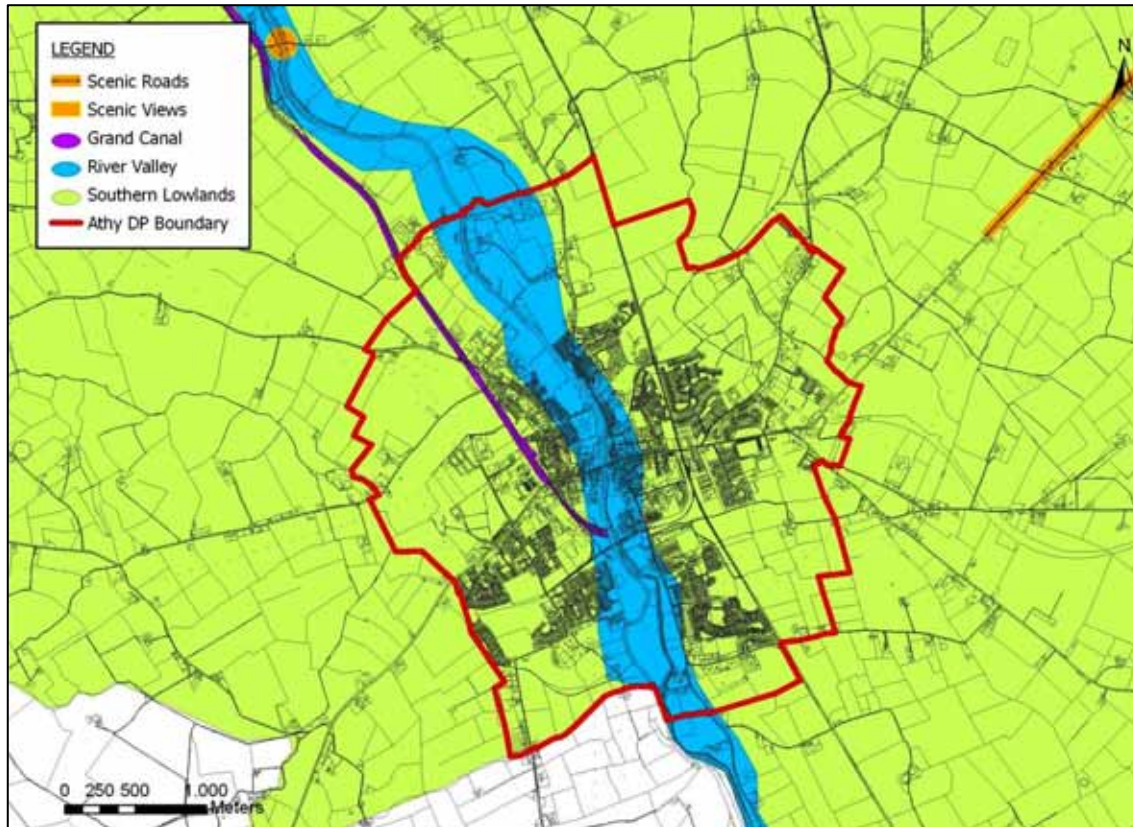 LEGEND
Scenic Roads
Scenic Views
Grand Canal
River Valley
Southern Lowlands
Athy DP Boundary
N
0 250 500 1.000
Meters